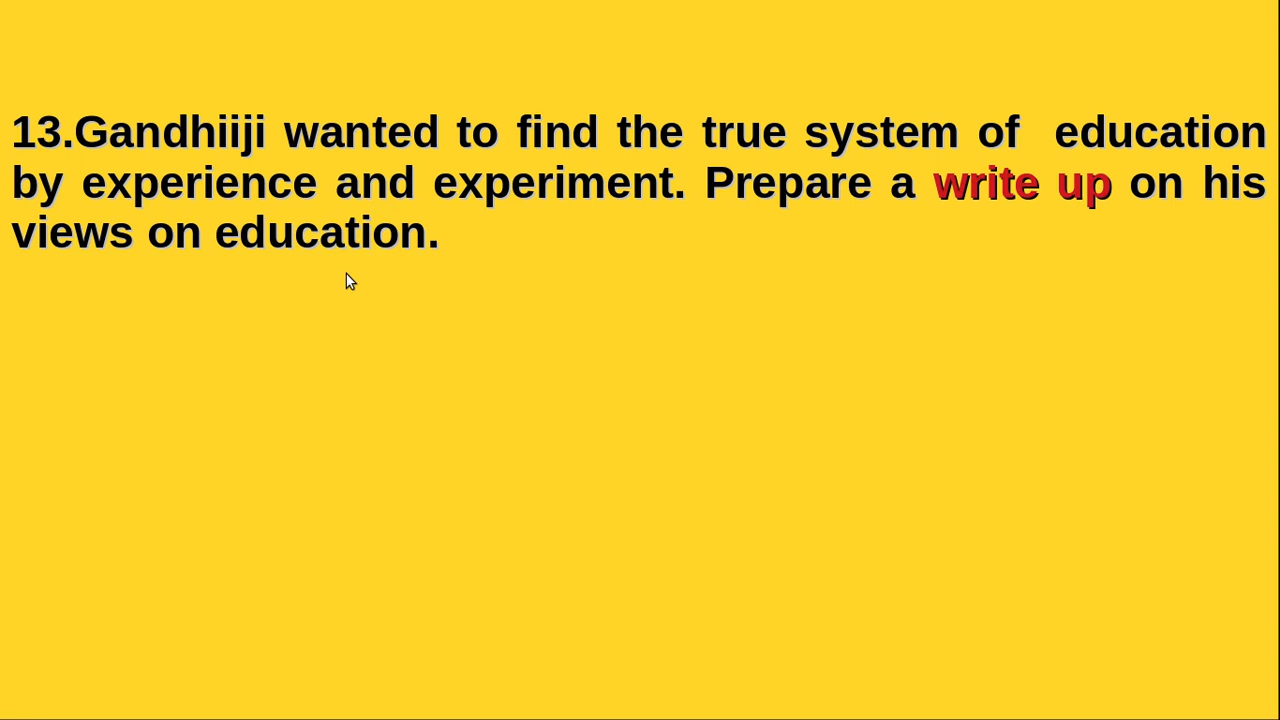 13.Gandhiiji wanted to find the true system of education
by experience and experiment. Prepare a write up on his
views on education.